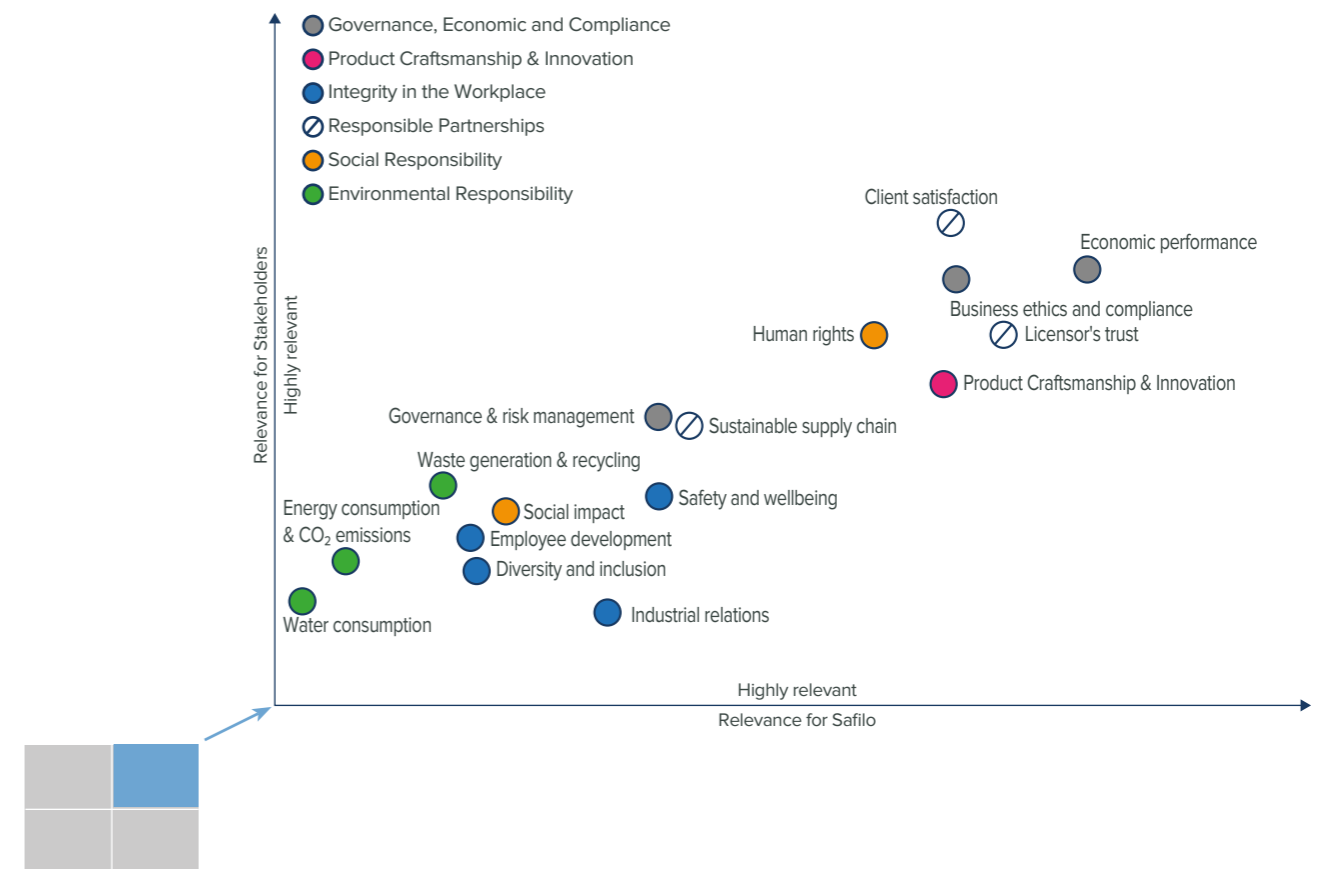 Governance, Economic and Compliance
Product Craftsmanship & Innovation
Integrity in the Workplace
Responsible Partnerships
Social Responsibility
Environmental Responsibility
Client satisfaction
Economic performance
Business ethics and compliance
Human rights
Licensor's trust
Product Craftsmanship & Innovation
Governance & risk management
Sustainable supply chain
Waste generation & recycling
Safety and wellbeing
Energy consumption
& CO₂ emissions
Social impact
Employee development
Diversity and inclusion
Industrial relations
Water consumption
Relevance for Stakeholders
Highly relevant
Highly relevant
Relevance for Safilo